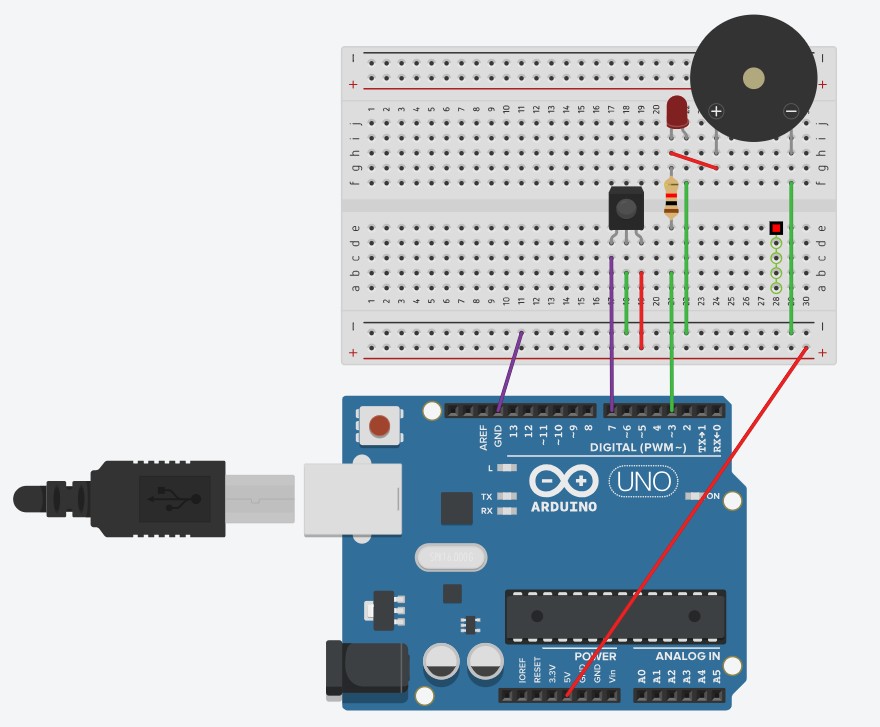 − −
+ +
1 2 3 4 5 6 7 8 9 10 11 12 13 14 15 16 17 18 19 20
+ −
j j
i i
h h
g g
f f
e e
d d
c c
b b
a a
1 2 3 4 5 6 7 8 9 10 11 12 13 14 15 16 17 18 19 20 21 22 23 24 25 26 27 28 29 30
− −
+ +
AREF GND 13 12 ~11 ~10 ~9 8 7 ~6 ~5 4 ~3 2 TX→1 RX←0
DIGITAL (PWM~)
L
TX
RX
UNO
ON
ARDUINO
POWER ANALOG IN
IOREF RESET 3.3V 5V GND GND Vin A0 A1 A2 A3 A4 A5